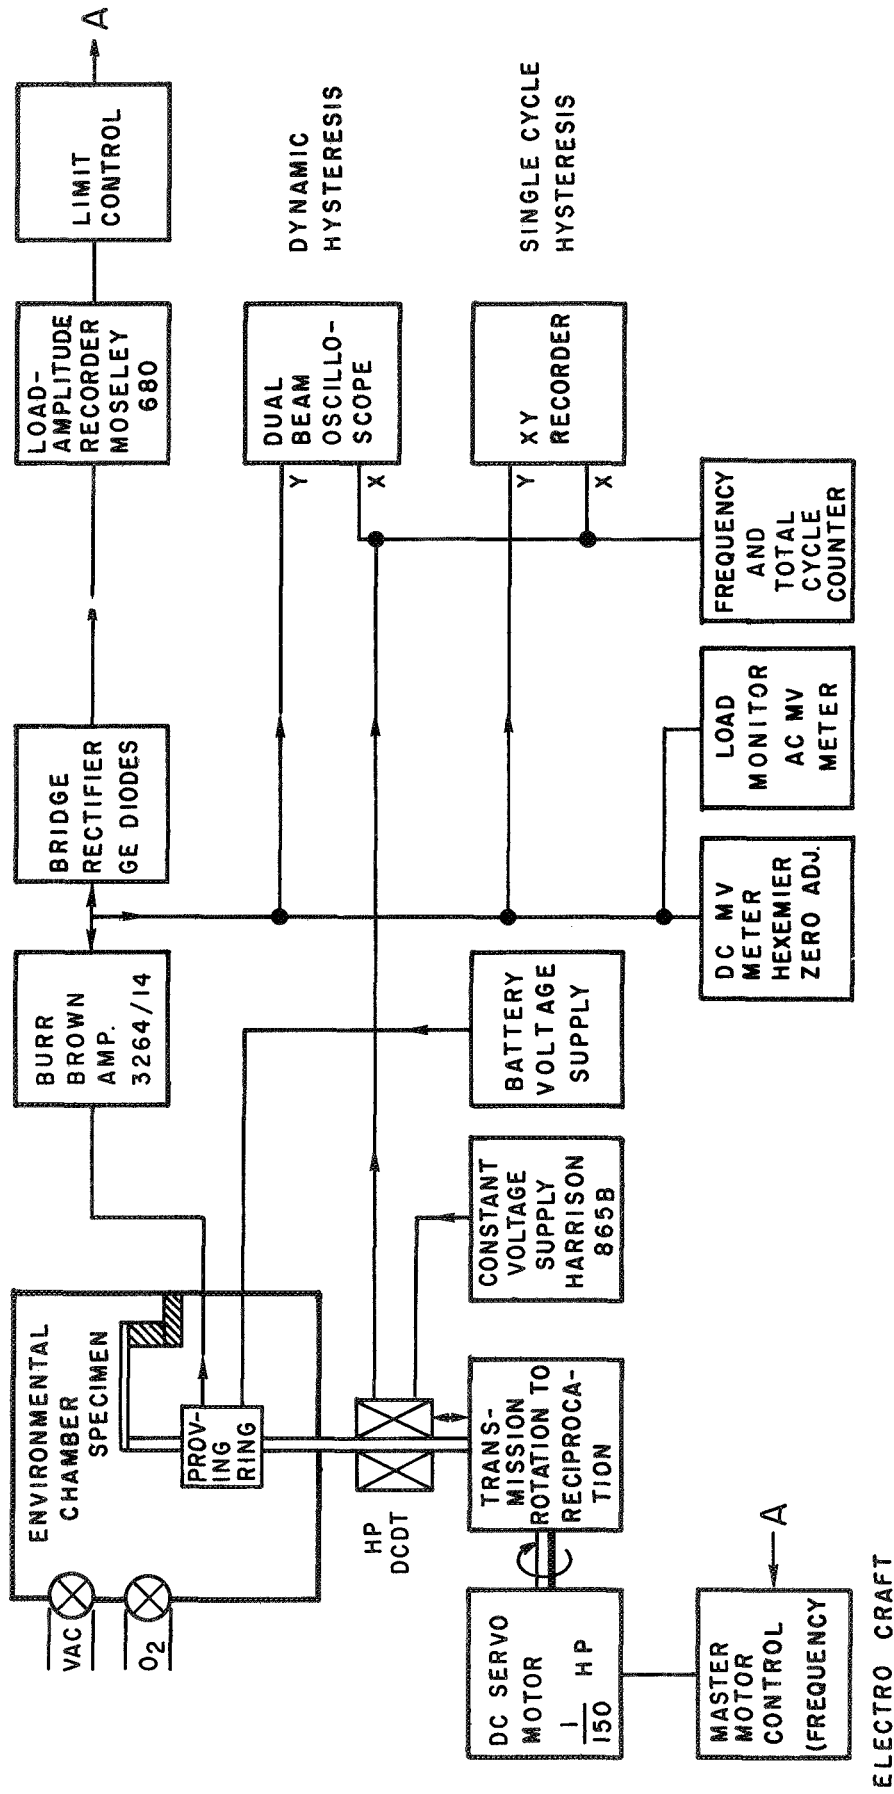 ENVIRONMENTAL
CHAMBER
SPECIMEN
VAC
O2
PROV-
ING
RING
HP
DCDT
BURR
BROWN
AMP.
3264/14
BRIDGE
RECTIFIER
GE DIODES
LOAD-
AMPLITUDE
RECORDER
MOSELEY
680
LIMIT
CONTROL
A
DUAL
BEAM
OSCILLO-
SCOPE
Y
X
DYNAMIC
HYSTERESIS
XY
RECORDER
Y
X
SINGLE CYCLE
HYSTERESIS
DC SERVO
MOTOR
1/150 HP
TRANS-
MISSION
ROTATION TO
RECIPROCA-
TION
CONSTANT
VOLTAGE
SUPPLY
HARRISON
865B
BATTERY
VOLTAGE
SUPPLY
MASTER
MOTOR
CONTROL
(FREQUENCY
A
DC MV
METER
HEXEMIER
ZERO ADJ.
LOAD
MONITOR
AC MV
METER
FREQUENCY
AND
TOTAL
CYCLE
COUNTER
ELECTRO CRAFT